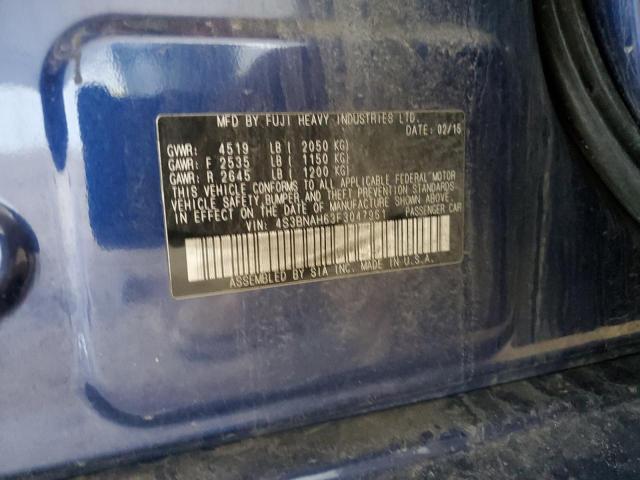 MFD BY FUJI HEAVY INDUSTRIES LTD.
DATE: 02/15
GVWR: 4519 LB ( 2050 KG)
GAWR: F 2535 LB ( 1150 KG)
GAWR: R 2645 LB ( 1200 KG)
THIS VEHICLE CONFORMS TO ALL APPLICABLE FEDERAL MOTOR
VEHICLE SAFETY, BUMPER AND THEFT PREVENTION STANDARDS
IN EFFECT ON THE DATE OF MANUFACTURE SHOWN ABOVE.
VIN: 4S3BNAH63F3047961 PASSENGER CAR
ASSEMBLED BY SIA INC. MADE IN U.S.A.